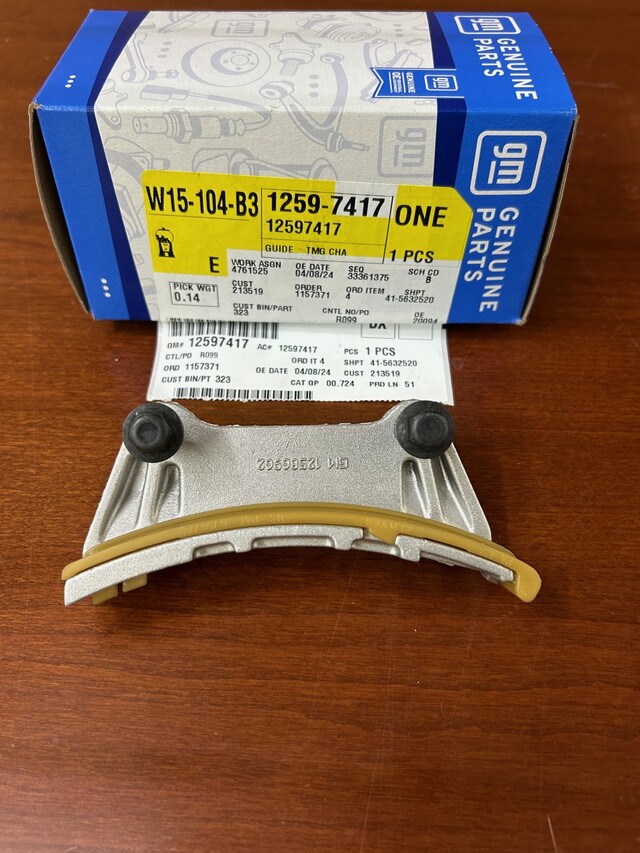 gm
GENUINE
PARTS
GENUINE
gm
gm
GENUINE
PARTS
W15-104-B3
1259-7417
12597417
ONE
GUIDE TMG CHA
1 PCS
E
WORK ASGN
4761525
OE DATE
04/08/24
SEQ
33361375
SCH CD
B
PICK WGT
0.14
CUST
213519
ORDER
1157371
ORD ITEM
4
SHPT
41-5632520
CUST BIN/PART
323
CNTL NO/PO
R099
OE
GM# 12597417 AC# 12597417 PCS 1 PCS
CTL/PO R099 ORD IT 4 SHPT 41-5632520
ORD 1157371 OE DATE 04/08/24 CUST 213519
CUST BIN/PT 323 CAT GP 00.724 PRD LN 51
GM 12586962